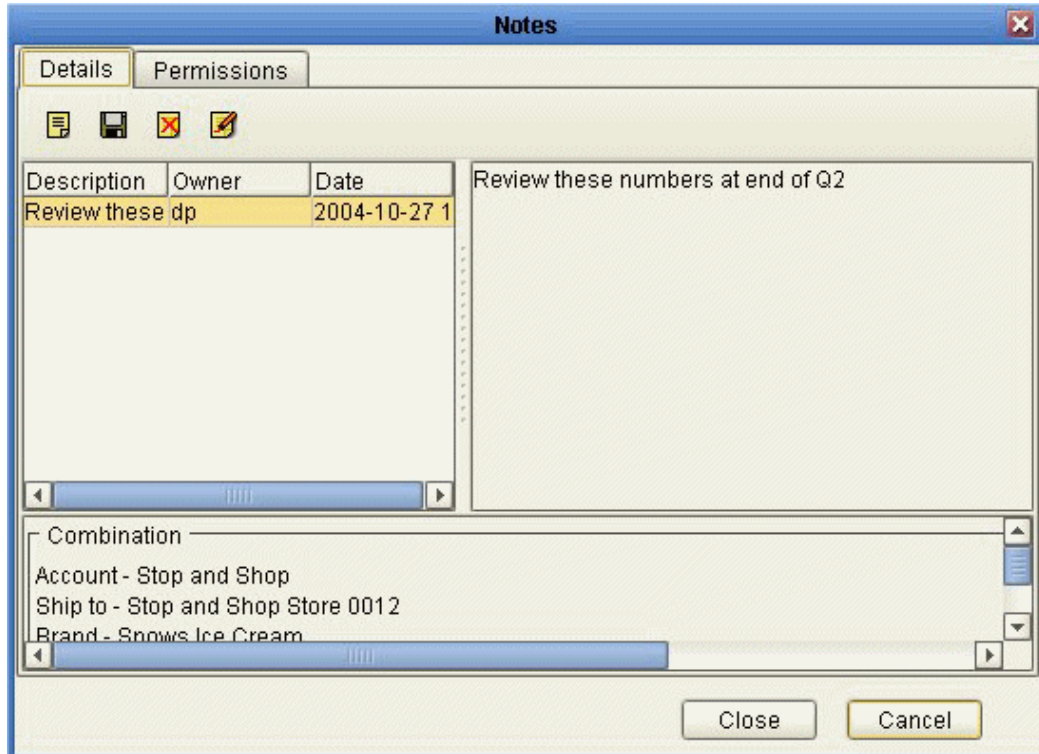 Notes
Details Permissions
Description Owner Date
Review these dp 2004-10-27 1
Review these numbers at end of Q2
Combination
Account - Stop and Shop
Ship to - Stop and Shop Store 0012
Brand - Snows Ice Cream
Close Cancel